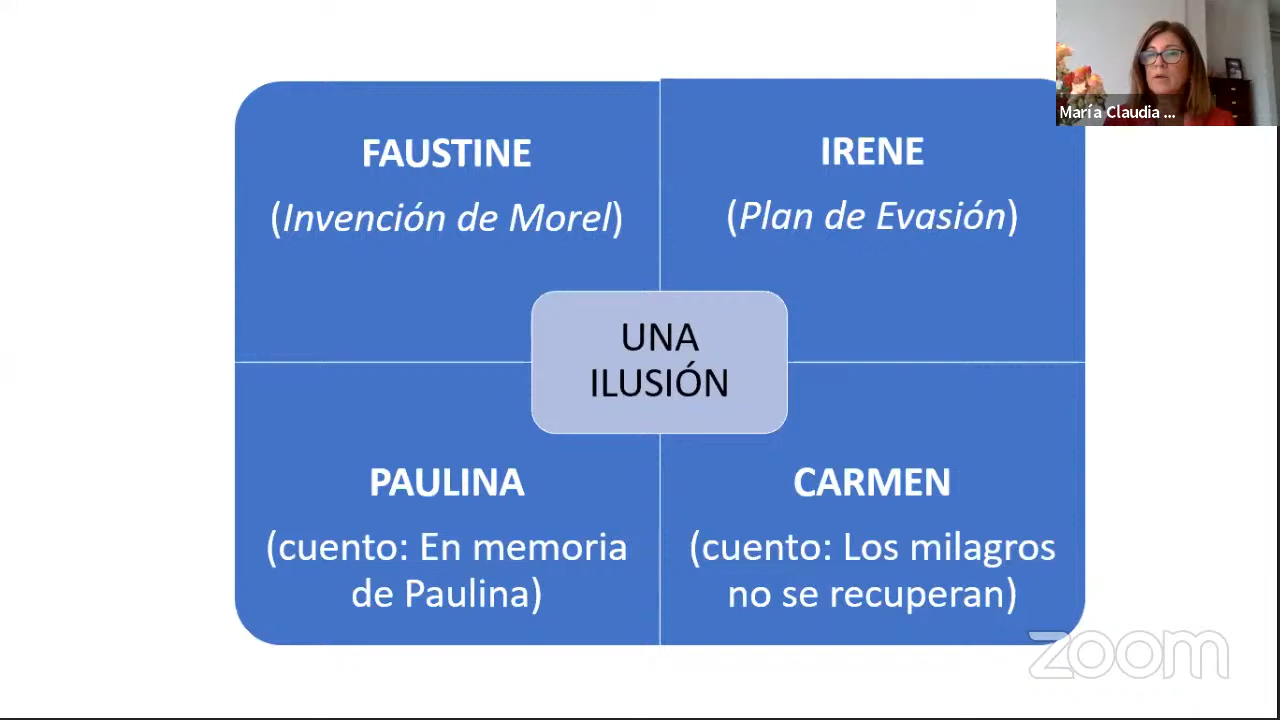 FAUSTINE
(Invención de Morel)
IRENE
(Plan de Evasión)
UNA
ILUSIÓN
PAULINA
(cuento: En memoria
de Paulina)
CARMEN
(cuento: Los milagros
no se recuperan)
María Claudia ...
zoom